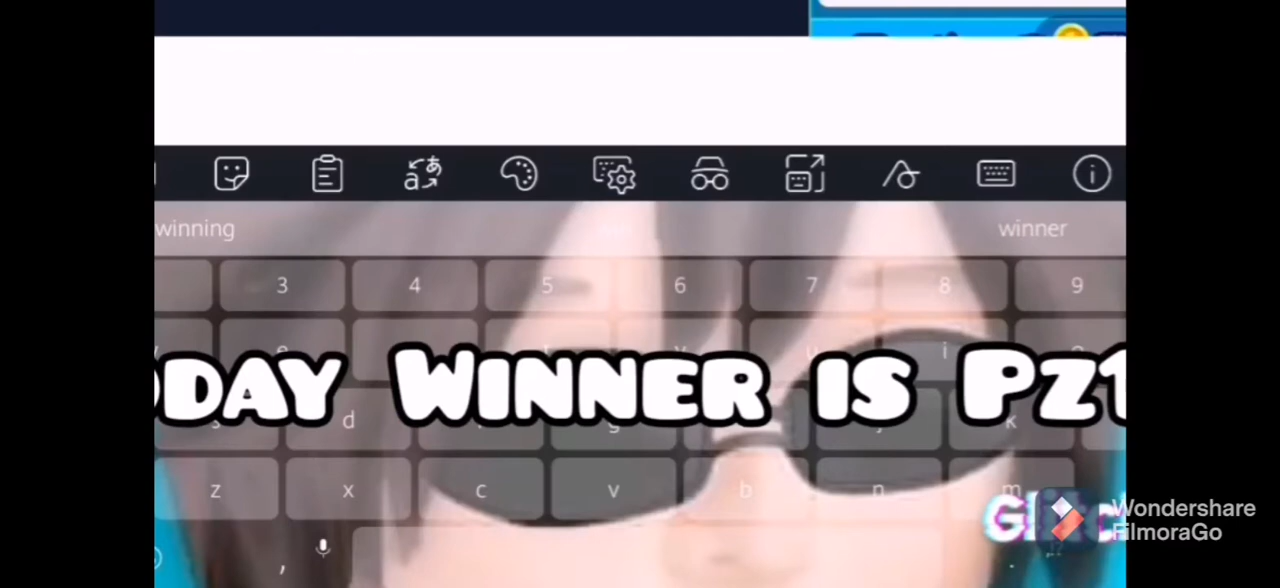 winning winner
3 4 5 6 7 8 9
DAY WINNER IS PZ1
s d g k
z x c v b n m
, .
Wondershare
FilmoraGo